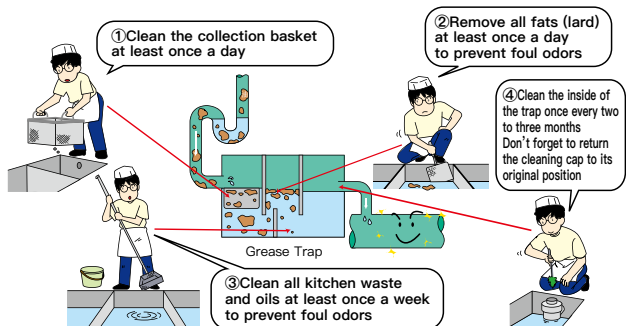 ①Clean the collection basket
at least once a day
②Remove all fats (lard)
at least once a day
to prevent foul odors
④Clean the inside of
the trap once every two
to three months
Don't forget to return
the cleaning cap to its
original position
Grease Trap
③Clean all kitchen waste
and oils at least once a week
to prevent foul odors